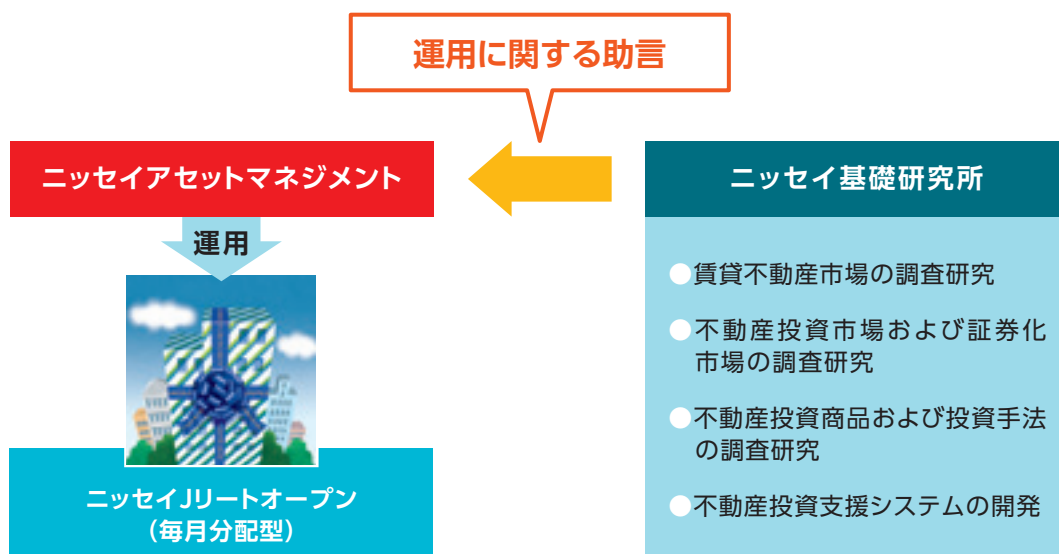 運用に関する助言
ニッセイアセットマネジメント
運用
ニッセイJリートオープン
（毎月分配型）
ニッセイ基礎研究所
●賃貸不動産市場の調査研究
●不動産投資市場および証券化
市場の調査研究
●不動産投資商品および投資手法
の調査研究
●不動産投資支援システムの開発